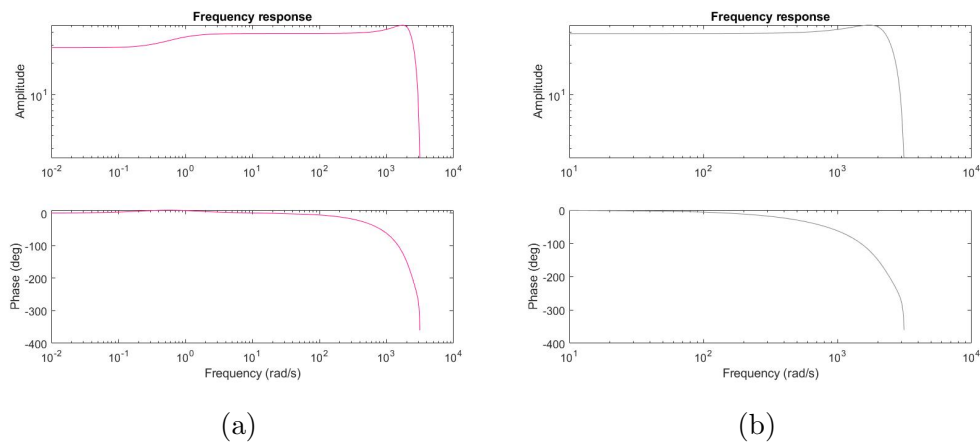 Frequency response
Amplitude
10^1
10^-2 10^-1 10^0 10^1 10^2 10^3 10^4
Phase (deg)
0
-100
-200
-300
-400
10^-2 10^-1 10^0 10^1 10^2 10^3 10^4
Frequency (rad/s)
(a)
Frequency response
Amplitude
10^1
10^1 10^2 10^3 10^4
Phase (deg)
0
-100
-200
-300
-400
10^1 10^2 10^3 10^4
Frequency (rad/s)
(b)